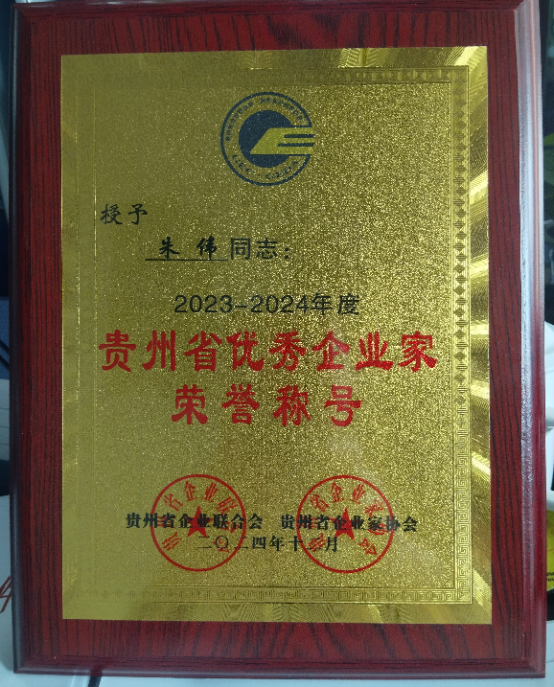 授予
朱伟同志：
2023-2024年度
贵州省优秀企业家
荣誉称号
贵州省企业联合会 贵州省企业家协会
二〇二四年十 月